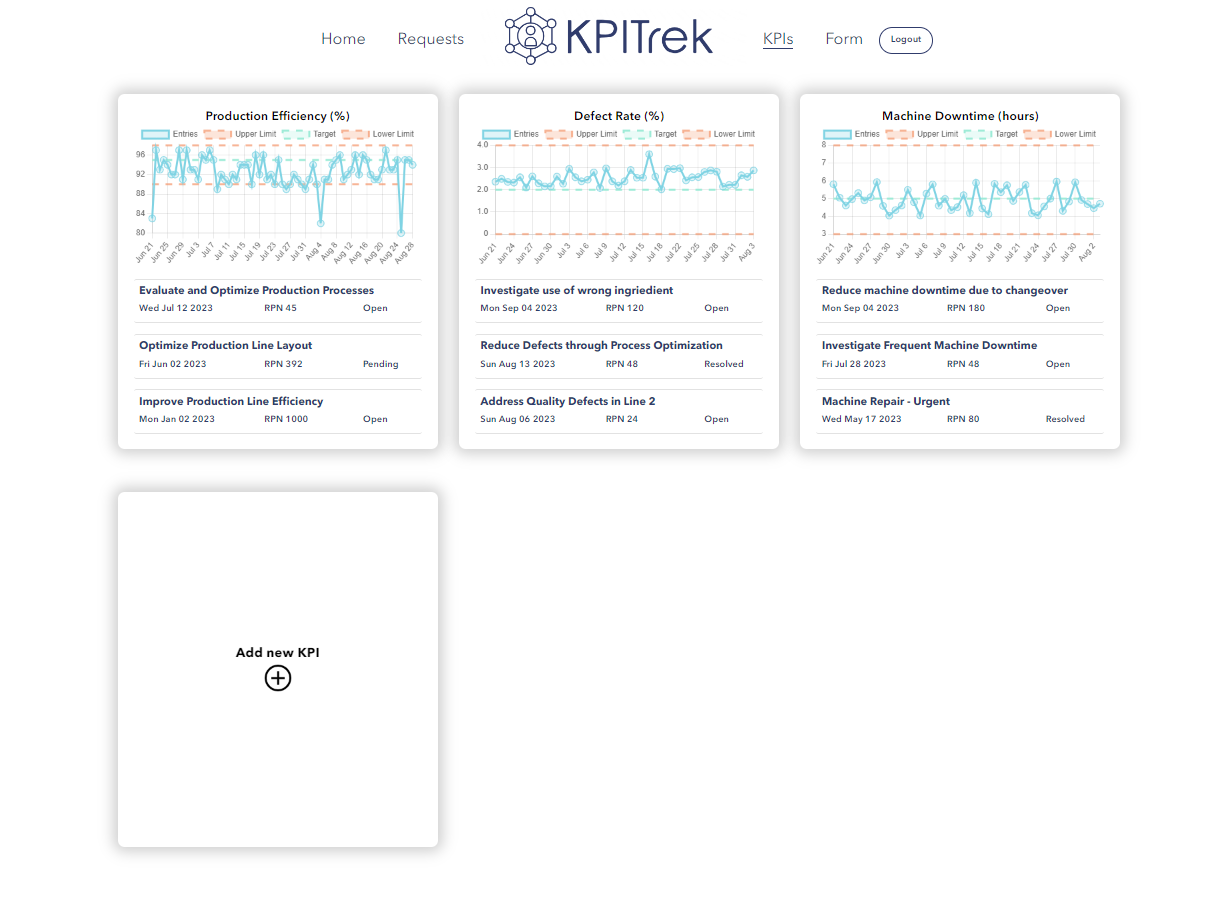 Home Requests KPITrek KPIs Form Logout
Production Efficiency (%)
Entries Upper Limit Target Lower Limit
96
92
88
84
80
Jun 21 Jun 25 Jun 29 Jul 3 Jul 7 Jul 11 Jul 15 Jul 19 Jul 23 Jul 27 Jul 31 Aug 4 Aug 8 Aug 12 Aug 16 Aug 20 Aug 24 Aug 28
Evaluate and Optimize Production Processes
Wed Jul 12 2023 RPN 45 Open
Optimize Production Line Layout
Fri Jun 02 2023 RPN 392 Pending
Improve Production Line Efficiency
Mon Jan 02 2023 RPN 1000 Open
Defect Rate (%)
Entries Upper Limit Target Lower Limit
4.0
3.0
2.0
1.0
0
Jun 21 Jun 24 Jun 27 Jun 30 Jul 3 Jul 6 Jul 9 Jul 12 Jul 15 Jul 18 Jul 21 Jul 25 Jul 28 Jul 31 Aug 3
Investigate use of wrong ingriedient
Mon Sep 04 2023 RPN 120 Open
Reduce Defects through Process Optimization
Sun Aug 13 2023 RPN 48 Resolved
Address Quality Defects in Line 2
Sun Aug 06 2023 RPN 24 Open
Machine Downtime (hours)
Entries Upper Limit Target Lower Limit
8
7
6
5
4
3
Jun 21 Jun 24 Jun 27 Jun 30 Jul 3 Jul 6 Jul 9 Jul 12 Jul 15 Jul 18 Jul 21 Jul 24 Jul 27 Jul 30 Aug 2
Reduce machine downtime due to changeover
Mon Sep 04 2023 RPN 180 Open
Investigate Frequent Machine Downtime
Fri Jul 28 2023 RPN 48 Open
Machine Repair - Urgent
Wed May 17 2023 RPN 80 Resolved
Add new KPI